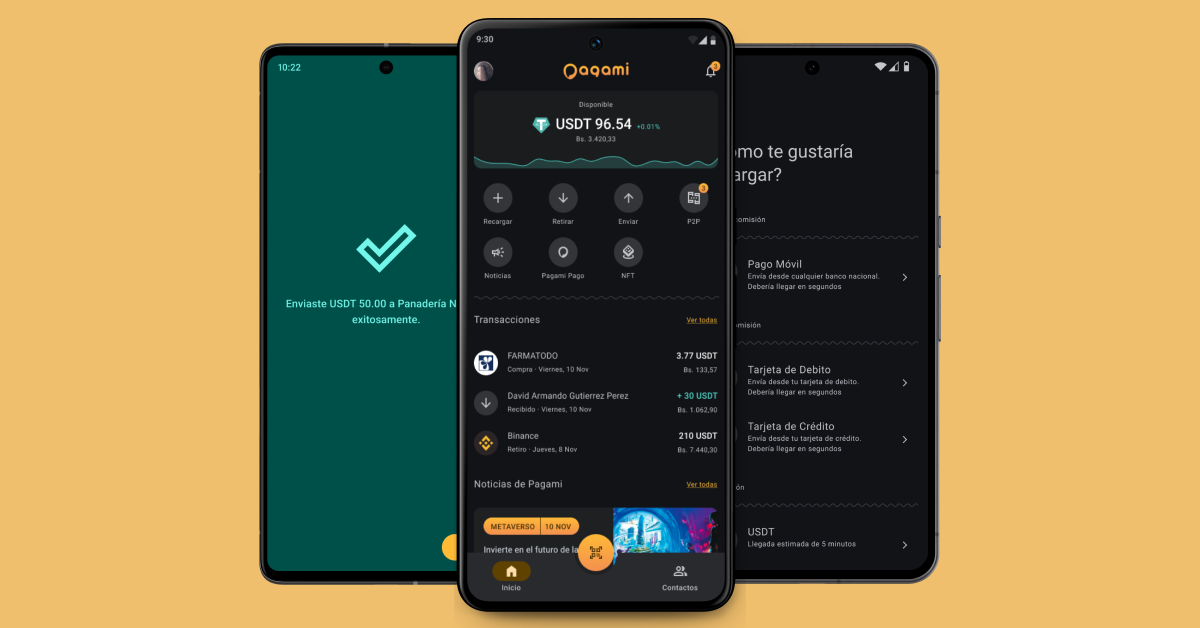 10:22
Enviaste USDT 50.00 a Panadería N
exitosamente.
9:30
Pagami
3
Disponible
USDT 96.54 +0.01%
Bs. 3.420,33
Recargar
Retirar
Enviar
3
P2P
Noticias
Pagami Pago
NFT
Transacciones
Ver todas
FARMATODO
3.77 USDT
Compra · Viernes, 10 Nov
Bs. 133,57
David Armando Gutierrez Perez
+ 30 USDT
Recibido · Viernes, 10 Nov
Bs. 1.062,90
Binance
210 USDT
Retiro · Jueves, 8 Nov
Bs. 7.440,30
Noticias de Pagami
Ver todas
METAVERSO 10 NOV
Invierte en el futuro de la
Inicio
Contactos
omo te gustaría
argar?
comisión
Pago Móvil
Envía desde cualquier banco nacional.
Debería llegar en segundos
misión
Tarjeta de Debito
Envía desde tu tarjeta de débito.
Debería llegar en segundos
Tarjeta de Crédito
Envía desde tu tarjeta de crédito.
Debería llegar en segundos
ón
USDT
Llegada estimada de 5 minutos